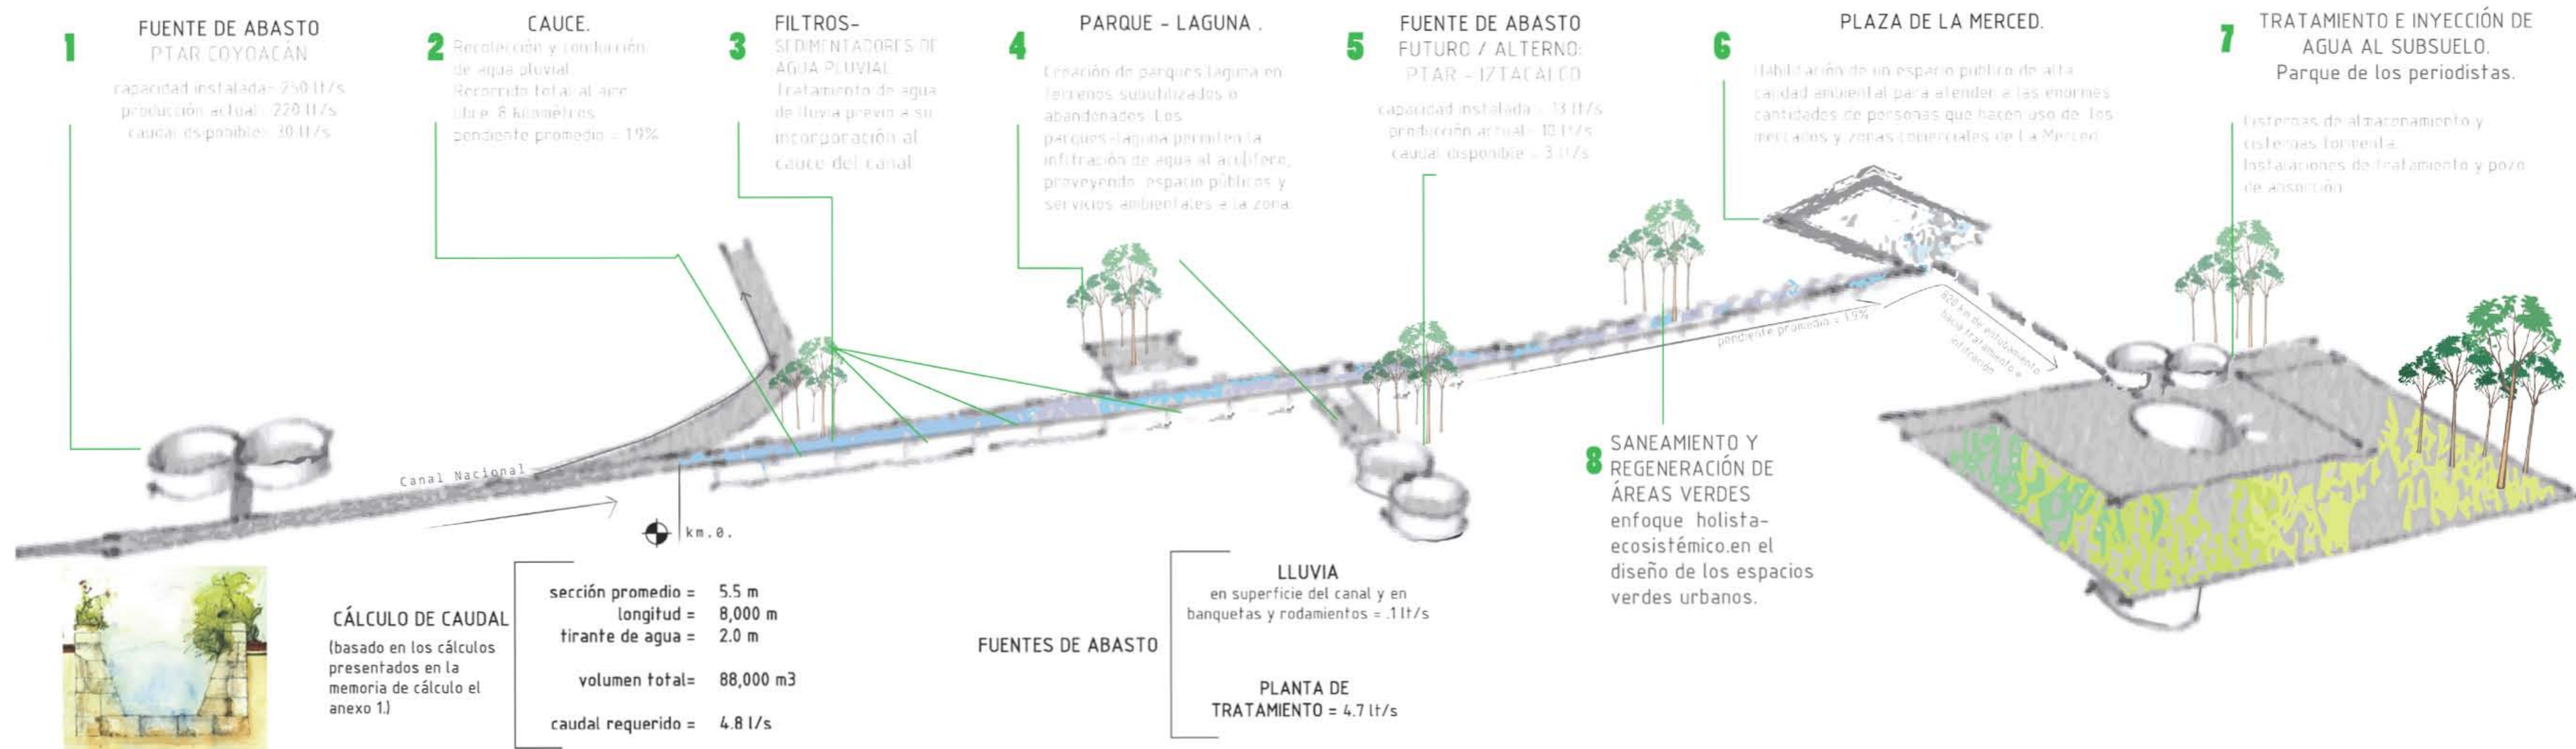 1
FUENTE DE ABASTO
PTAR COYOACÁN
capacidad instalada= 250 lt/s
producción actual= 220 lt/s
caudal disponible= 30 lt/s
2
CAUCE.
Recolección y conducción
de agua pluvial.
Recorrido total al aire
libre: 8 kilómetros
pendiente promedio = 1.9%
3
FILTROS-
SEDIMENTADORES DE
AGUA PLUVIAL
Tratamiento de agua
de lluvia previo a su
incorporación al
cauce del canal
4
PARQUE - LAGUNA .
Creación de parques laguna en
terrenos subutilizados o
abandonados. Los
parques-laguna permiten la
infiltración de agua al acuífero,
proveyendo espacio públicos y
servicios ambientales a la zona.
5
FUENTE DE ABASTO
FUTURO / ALTERNO:
PTAR - IZTACALCO
capacidad instalada = 13 lt/s
producción actual= 10 lt/s
caudal disponible = 3 lt/s
6
PLAZA DE LA MERCED.
Habilitación de un espacio público de alta
calidad ambiental para atender a las enormes
cantidades de personas que hacen uso de los
mercados y zonas comerciales de La Merced
7
TRATAMIENTO E INYECCIÓN DE
AGUA AL SUBSUELO.
Parque de los periodistas.
Cisternas de almacenamiento y
cisternas tormenta.
Instalaciones de tratamiento y pozo
de absorción
Canal Nacional
km.0.
pendiente promedio = 1.9%
km de entubamiento
hacia tratamiento e
infiltración
8
SANEAMIENTO Y
REGENERACIÓN DE
ÁREAS VERDES
enfoque holista-
ecosistémico.en el
diseño de los espacios
verdes urbanos.
CÁLCULO DE CAUDAL
(basado en los cálculos
presentados en la
memoria de cálculo el
anexo 1.)
sección promedio = 5.5 m
longitud = 8,000 m
tirante de agua = 2.0 m
volumen total= 88,000 m3
caudal requerido = 4.8 l/s
FUENTES DE ABASTO
LLUVIA
en superficie del canal y en
banquetas y rodamientos = .1 lt/s
PLANTA DE
TRATAMIENTO = 4.7 lt/s